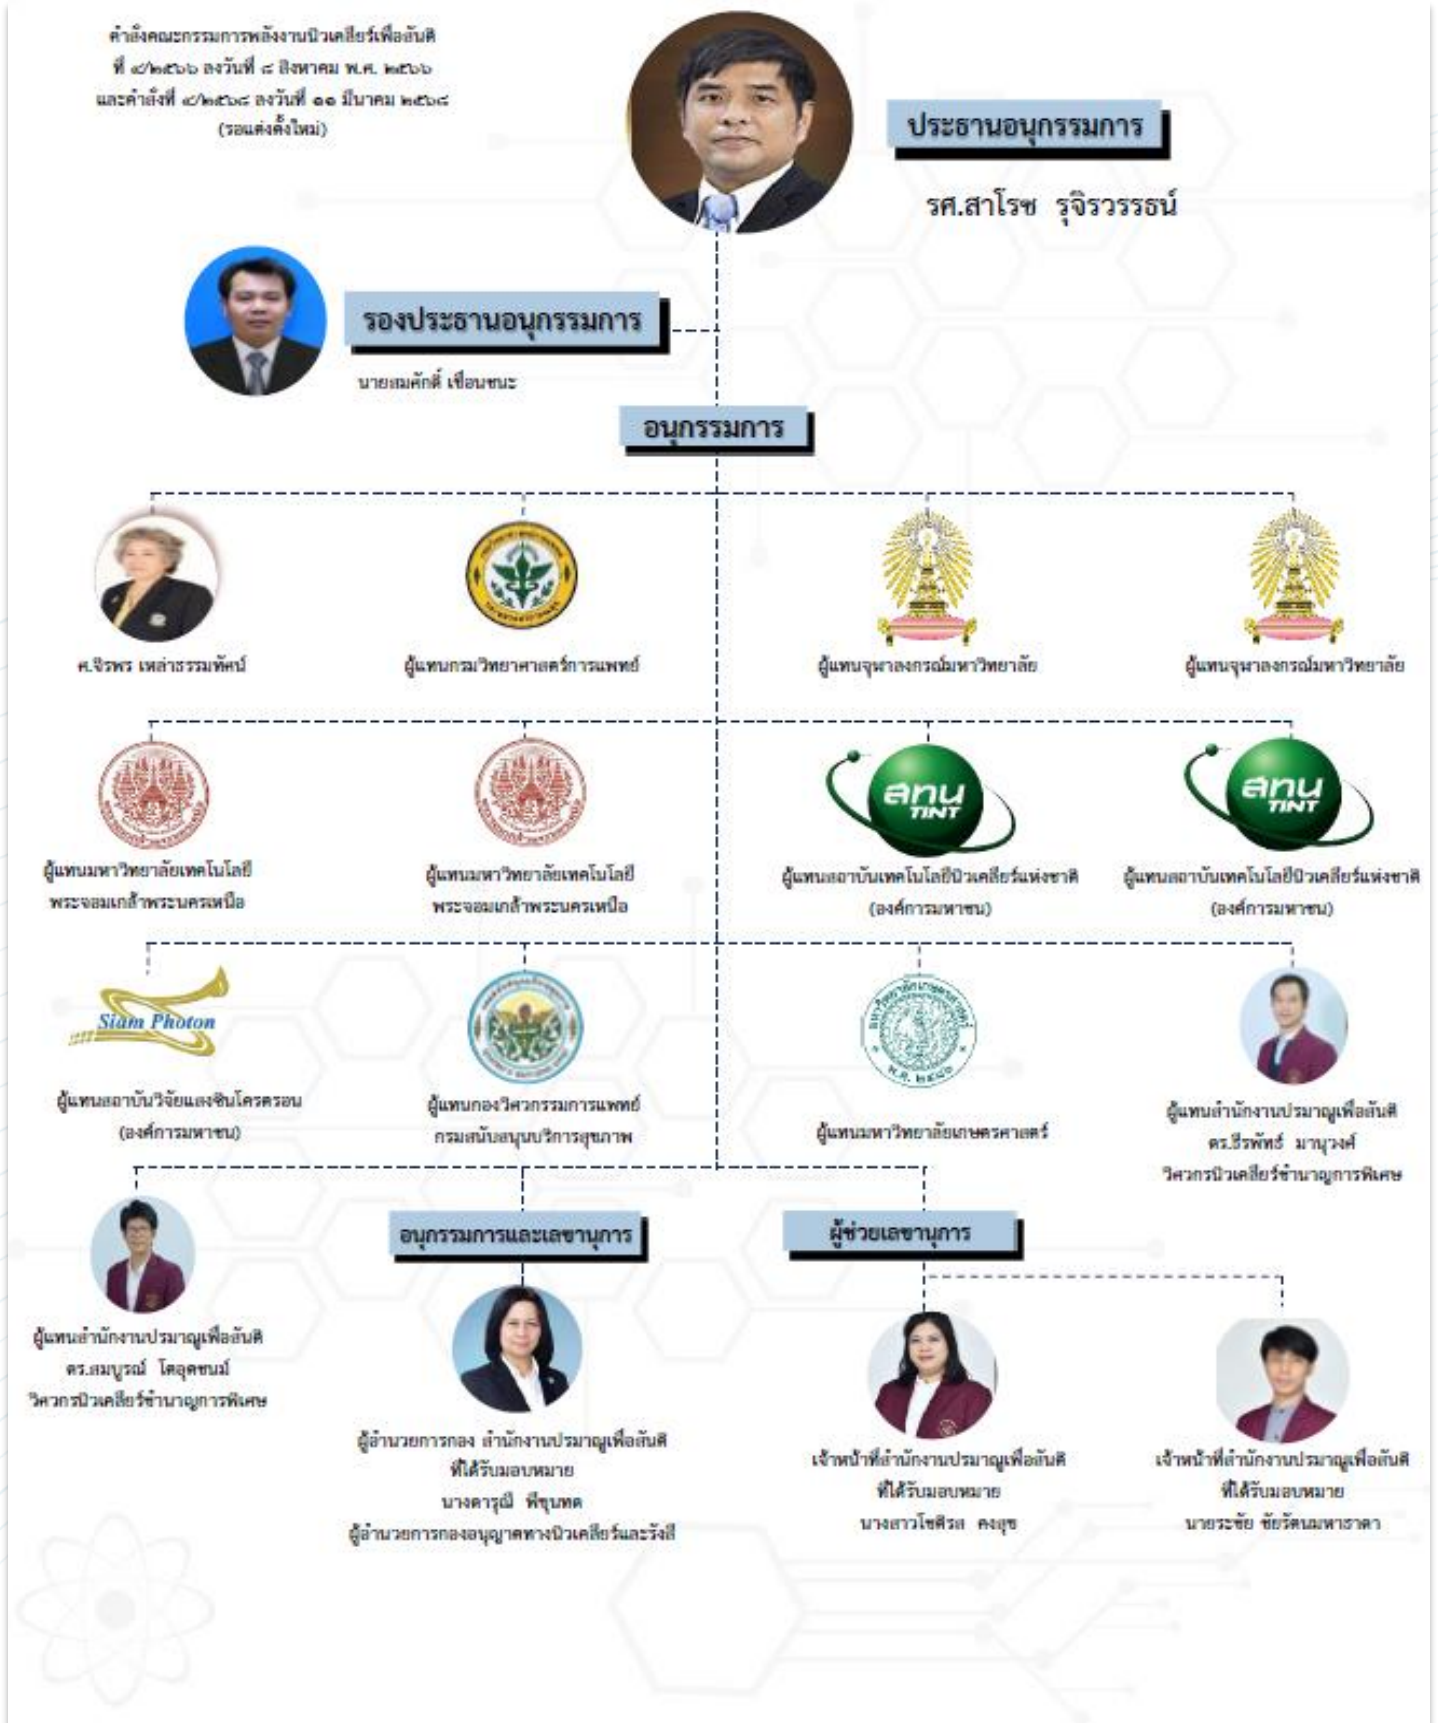 คำสั่งคณะกรรมการพลังงานนิวเคลียร์เพื่อสันติ
ที่ ๔/๒๕๖๖ ลงวันที่ ๘ สิงหาคม พ.ศ. ๒๕๖๖
และคำสั่งที่ ๔/๒๕๖๘ ลงวันที่ ๑๑ มีนาคม ๒๕๖๘
(รอแต่งตั้งใหม่)
ประธานอนุกรรมการ
รศ.สาโรช รุจิรวรรธน์
รองประธานอนุกรรมการ
นายสมศักดิ์ เชื่อนชนะ
อนุกรรมการ
ศ.จิรพร เหล่าธรรมทัศน์
ผู้แทนกรมวิทยาศาสตร์การแพทย์
ผู้แทนจุฬาลงกรณ์มหาวิทยาลัย
ผู้แทนจุฬาลงกรณ์มหาวิทยาลัย
สทน
TINT
สทน
TINT
ผู้แทนมหาวิทยาลัยเทคโนโลยี
พระจอมเกล้าพระนครเหนือ
ผู้แทนมหาวิทยาลัยเทคโนโลยี
พระจอมเกล้าพระนครเหนือ
ผู้แทนสถาบันเทคโนโลยีนิวเคลียร์แห่งชาติ
(องค์การมหาชน)
ผู้แทนสถาบันเทคโนโลยีนิวเคลียร์แห่งชาติ
(องค์การมหาชน)
Siam Photon
มหาวิทยาลัยเกษตรศาสตร์
พ.ศ. ๒๔๘๖
ผู้แทนสถาบันวิจัยแสงซินโครตรอน
(องค์การมหาชน)
ผู้แทนกองวิศวกรรมการแพทย์
กรมสนับสนุนบริการสุขภาพ
ผู้แทนมหาวิทยาลัยเกษตรศาสตร์
ผู้แทนสำนักงานปรมาณูเพื่อสันติ
ดร.ธีรพัทธ์ มานุวงศ์
วิศวกรนิวเคลียร์ชำนาญการพิเศษ
ผู้แทนสำนักงานปรมาณูเพื่อสันติ
ดร.สมบูรณ์ โตอุตชนม์
วิศวกรนิวเคลียร์ชำนาญการพิเศษ
อนุกรรมการและเลขานุการ
ผู้อำนวยการกอง สำนักงานปรมาณูเพื่อสันติ
ที่ได้รับมอบหมาย
นางดารุณี พีขุนทด
ผู้อำนวยการกองอนุญาตทางนิวเคลียร์และรังสี
ผู้ช่วยเลขานุการ
เจ้าหน้าที่สำนักงานปรมาณูเพื่อสันติ
ที่ได้รับมอบหมาย
นางสาวโชติรส คงสุข
เจ้าหน้าที่สำนักงานปรมาณูเพื่อสันติ
ที่ได้รับมอบหมาย
นายระชัย ชัยรัตนมหาธาดา